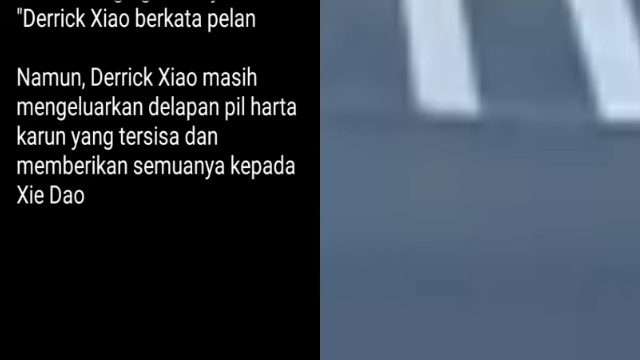 "Derrick Xiao berkata pelan
Namun, Derrick Xiao masih
mengeluarkan delapan pil harta
karun yang tersisa dan
memberikan semuanya kepada
Xie Dao